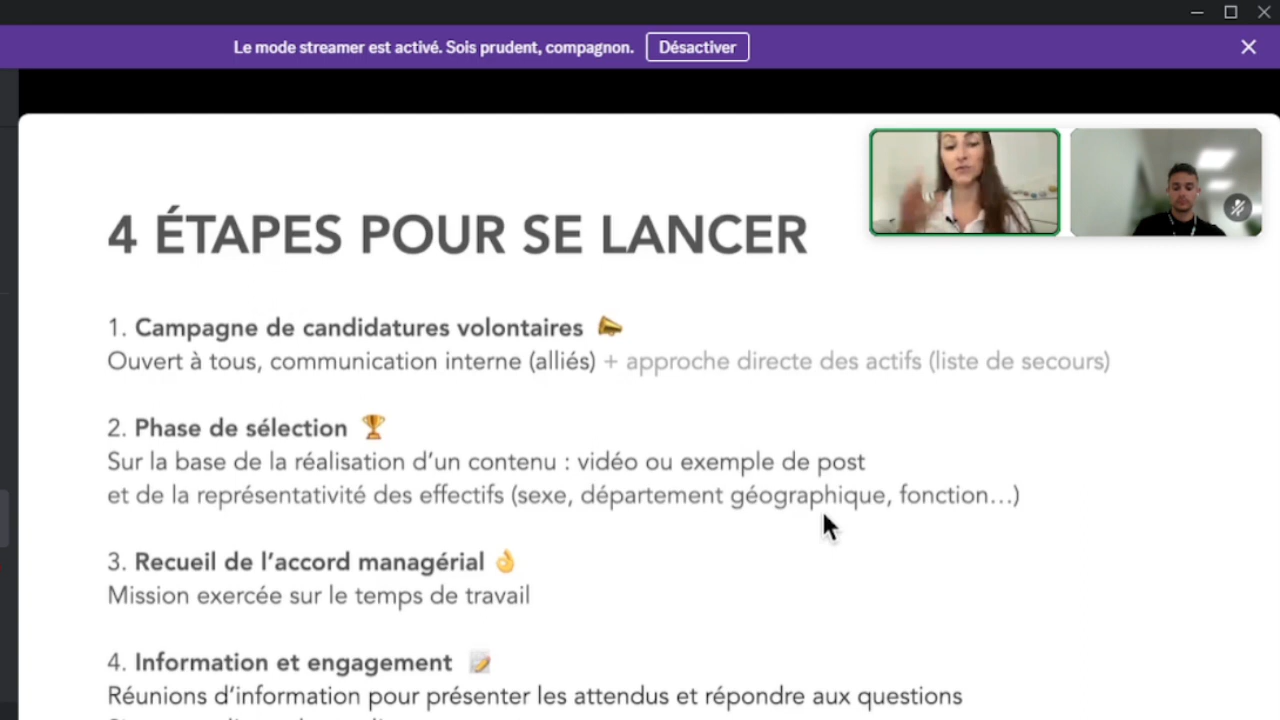 Le mode streamer est activé. Sois prudent, compagnon. Désactiver
4 ÉTAPES POUR SE LANCER
1. Campagne de candidatures volontaires
Ouvert à tous, communication interne (alliés) + approche directe des actifs (liste de secours)
2. Phase de sélection
Sur la base de la réalisation d’un contenu : vidéo ou exemple de post
et de la représentativité des effectifs (sexe, département géographique, fonction…)
3. Recueil de l’accord managérial
Mission exercée sur le temps de travail
4. Information et engagement
Réunions d’information pour présenter les attendus et répondre aux questions